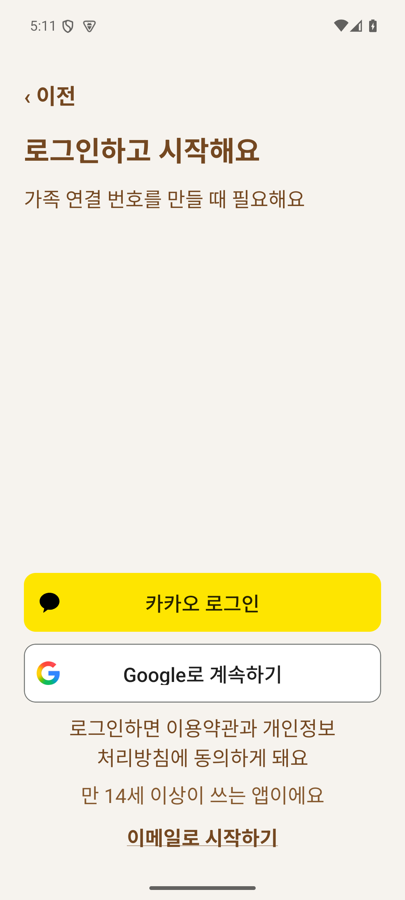 5:11
‹ 이전
로그인하고 시작해요
가족 연결 번호를 만들 때 필요해요
카카오 로그인
Google로 계속하기
로그인하면 이용약관과 개인정보
처리방침에 동의하게 돼요
만 14세 이상이 쓰는 앱이에요
이메일로 시작하기